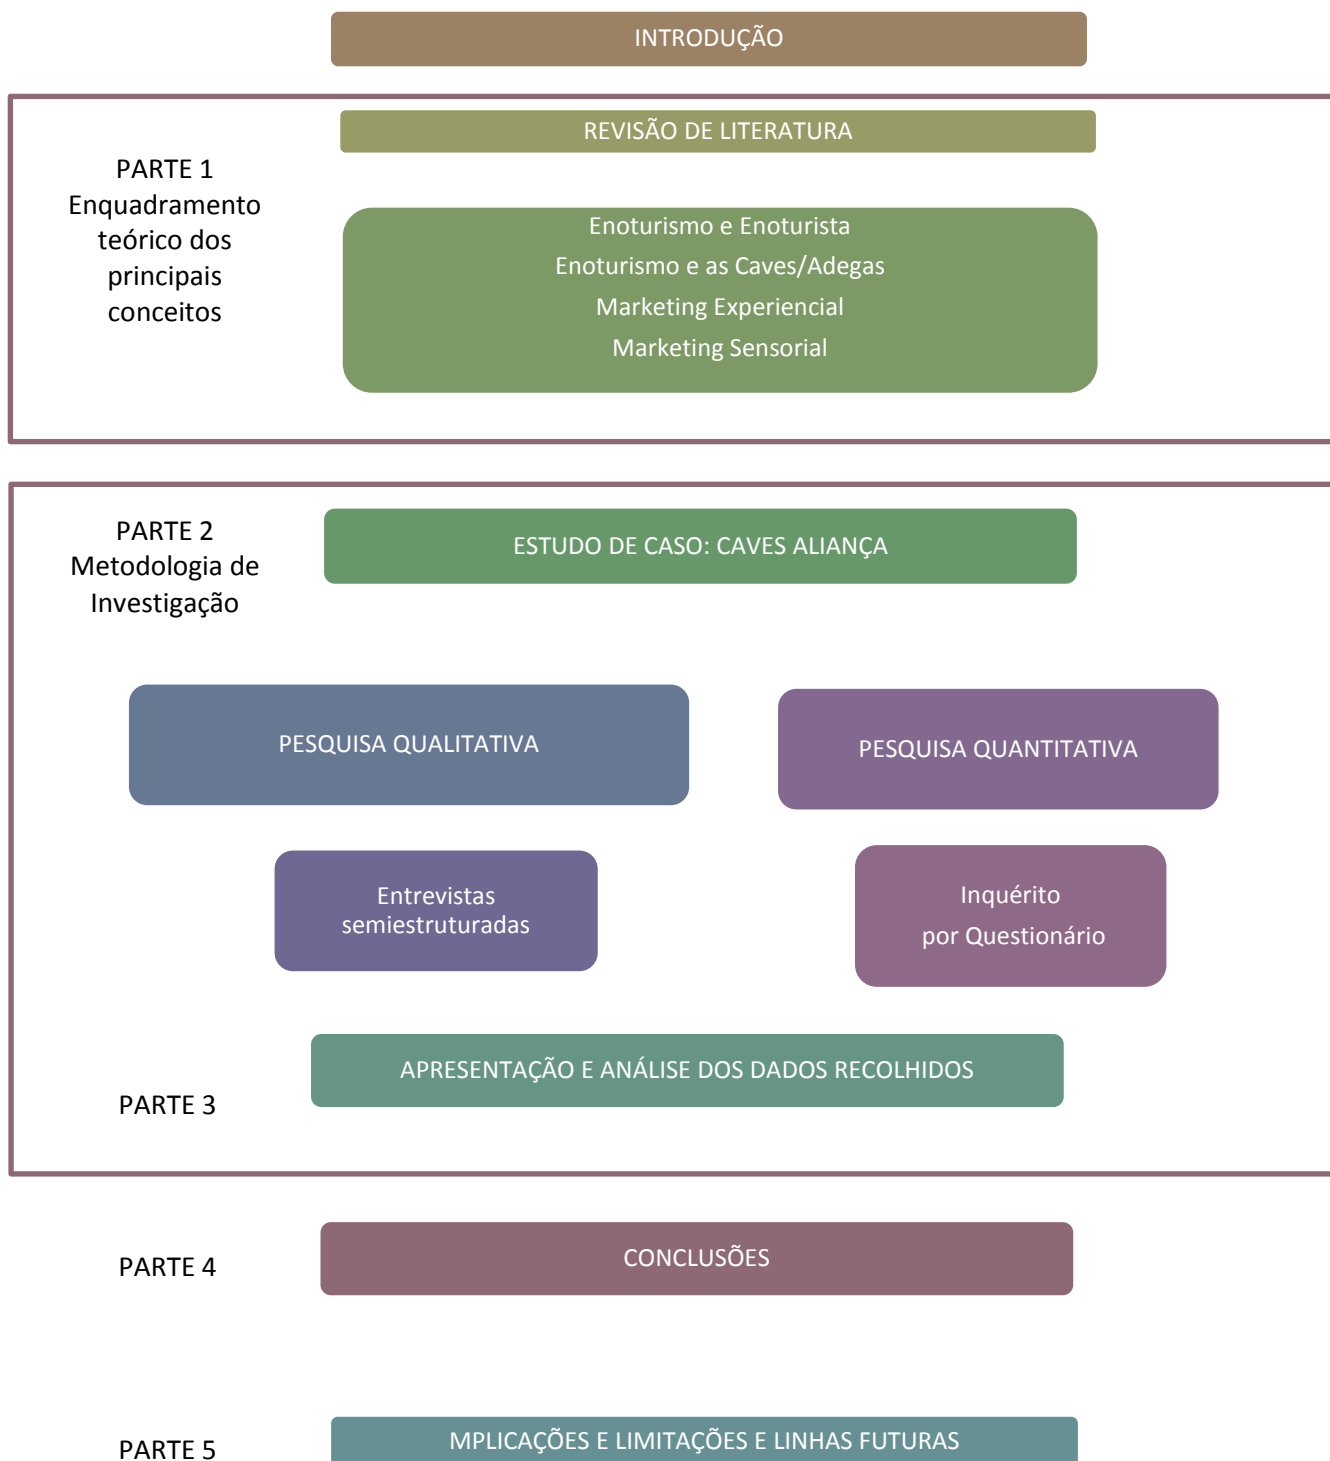 INTRODUÇÃO
PARTE 1
Enquadramento
teórico dos
principais
conceitos
REVISÃO DE LITERATURA
Enoturismo e Enoturista
Enoturismo e as Caves/Adegas
Marketing Experiencial
Marketing Sensorial
PARTE 2
Metodologia de
Investigação
ESTUDO DE CASO: CAVES ALIANÇA
PESQUISA QUALITATIVA
PESQUISA QUANTITATIVA
Entrevistas
semiestruturadas
Inquérito
por Questionário
PARTE 3
APRESENTAÇÃO E ANÁLISE DOS DADOS RECOLHIDOS
PARTE 4
CONCLUSÕES
PARTE 5
MPLICAÇÕES E LIMITAÇÕES E LINHAS FUTURAS